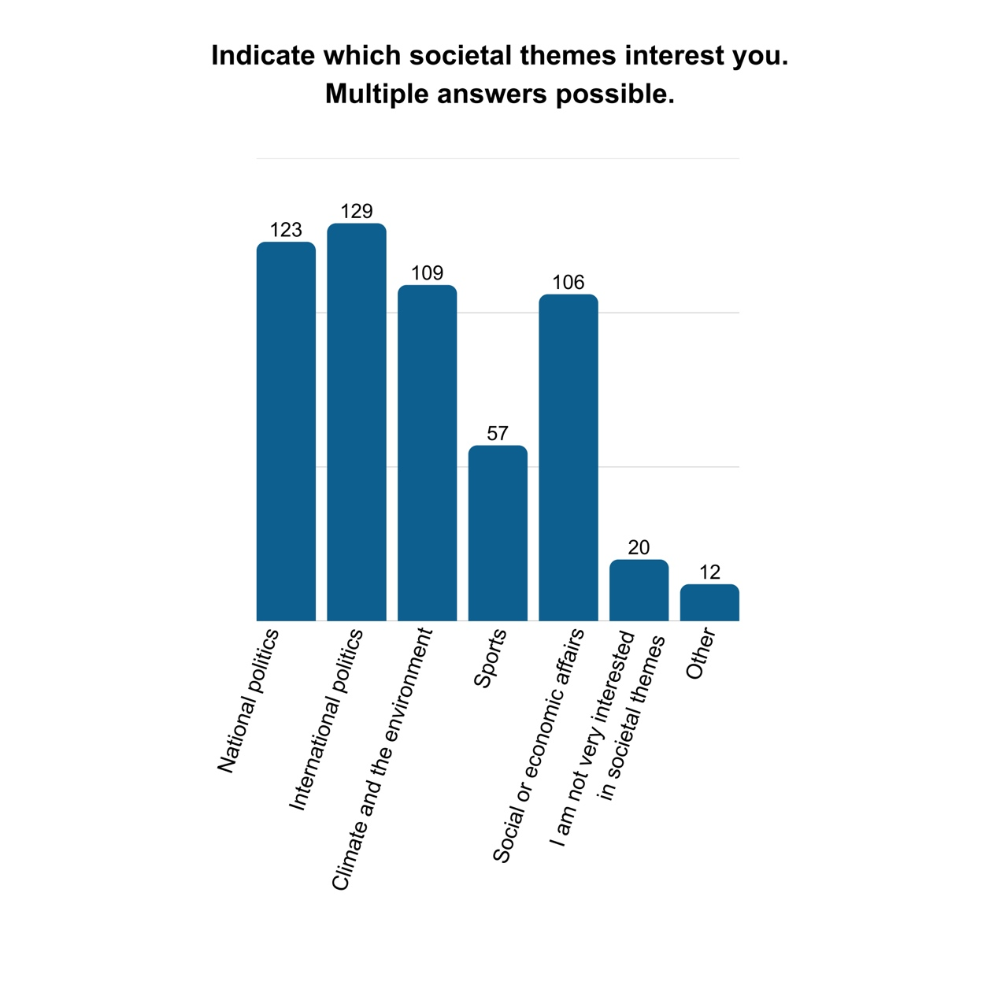 Indicate which societal themes interest you.
Multiple answers possible.
123
129
109
57
106
20
12
National politics
International politics
Climate and the environment
Sports
Social or economic affairs
I am not very interested
in societal themes
Other